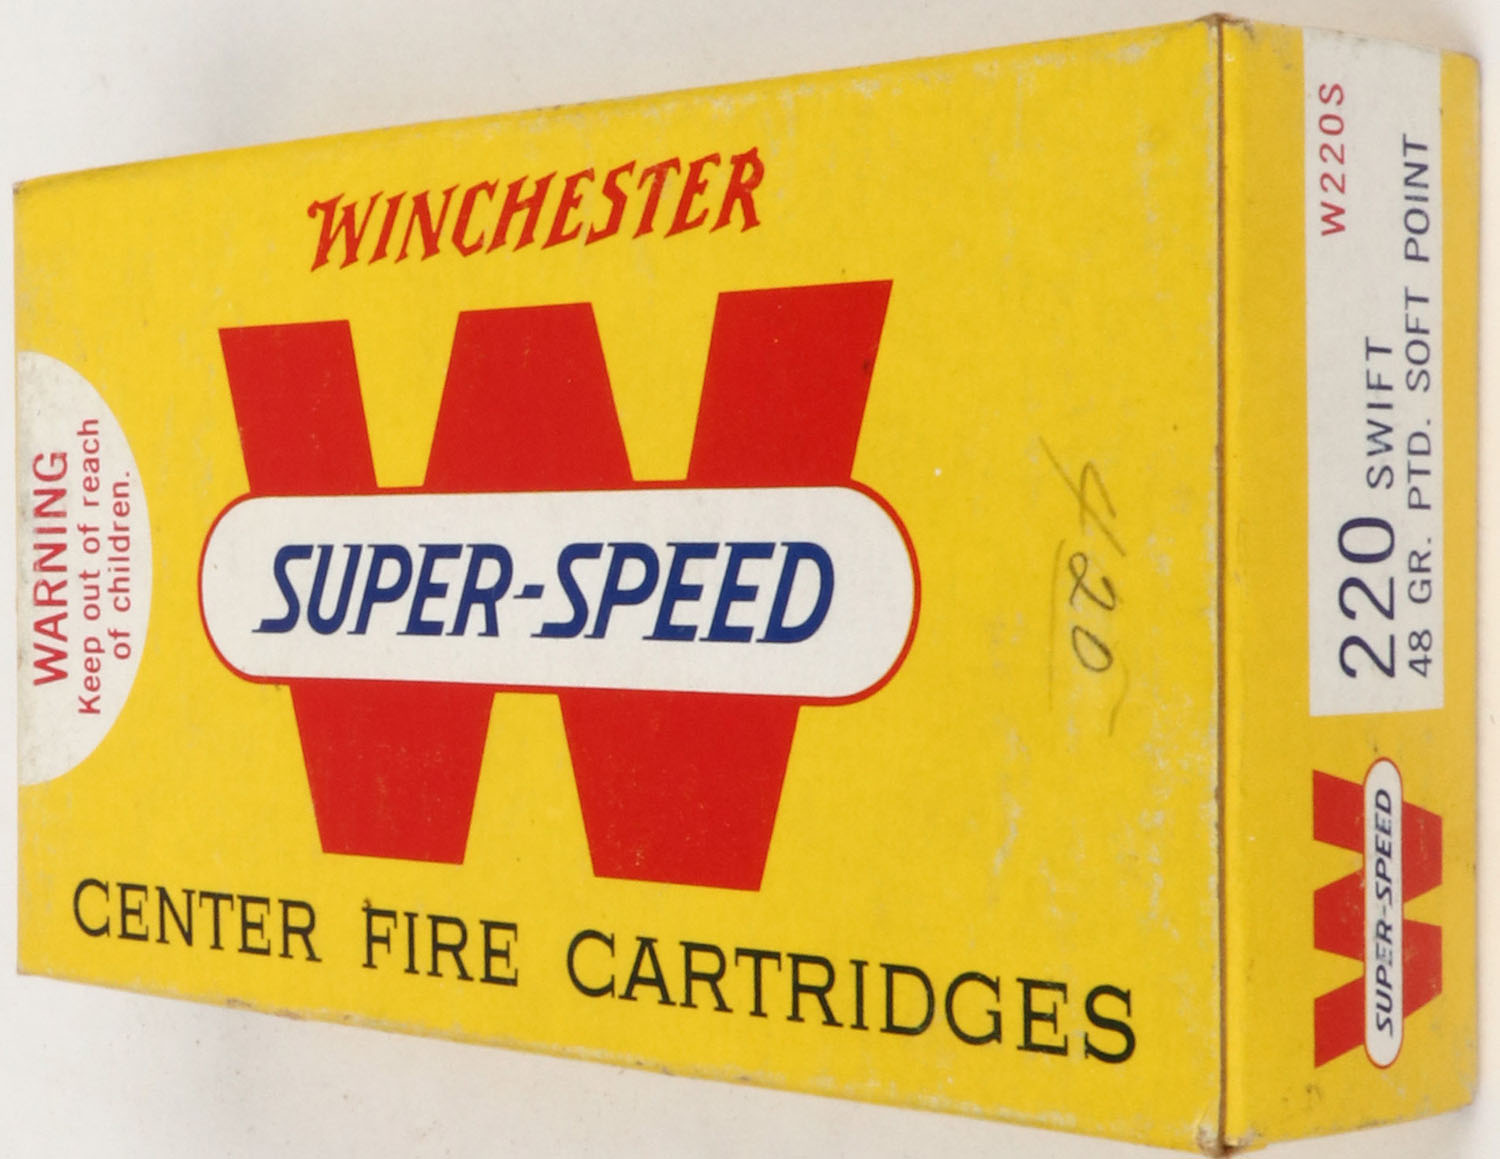 WINCHESTER
W
SUPER-SPEED
CENTER FIRE CARTRIDGES
WARNING
Keep out of reach
of children.
420
W220S
220 SWIFT
48 GR. PTD. SOFT POINT
W
SUPER-SPEED